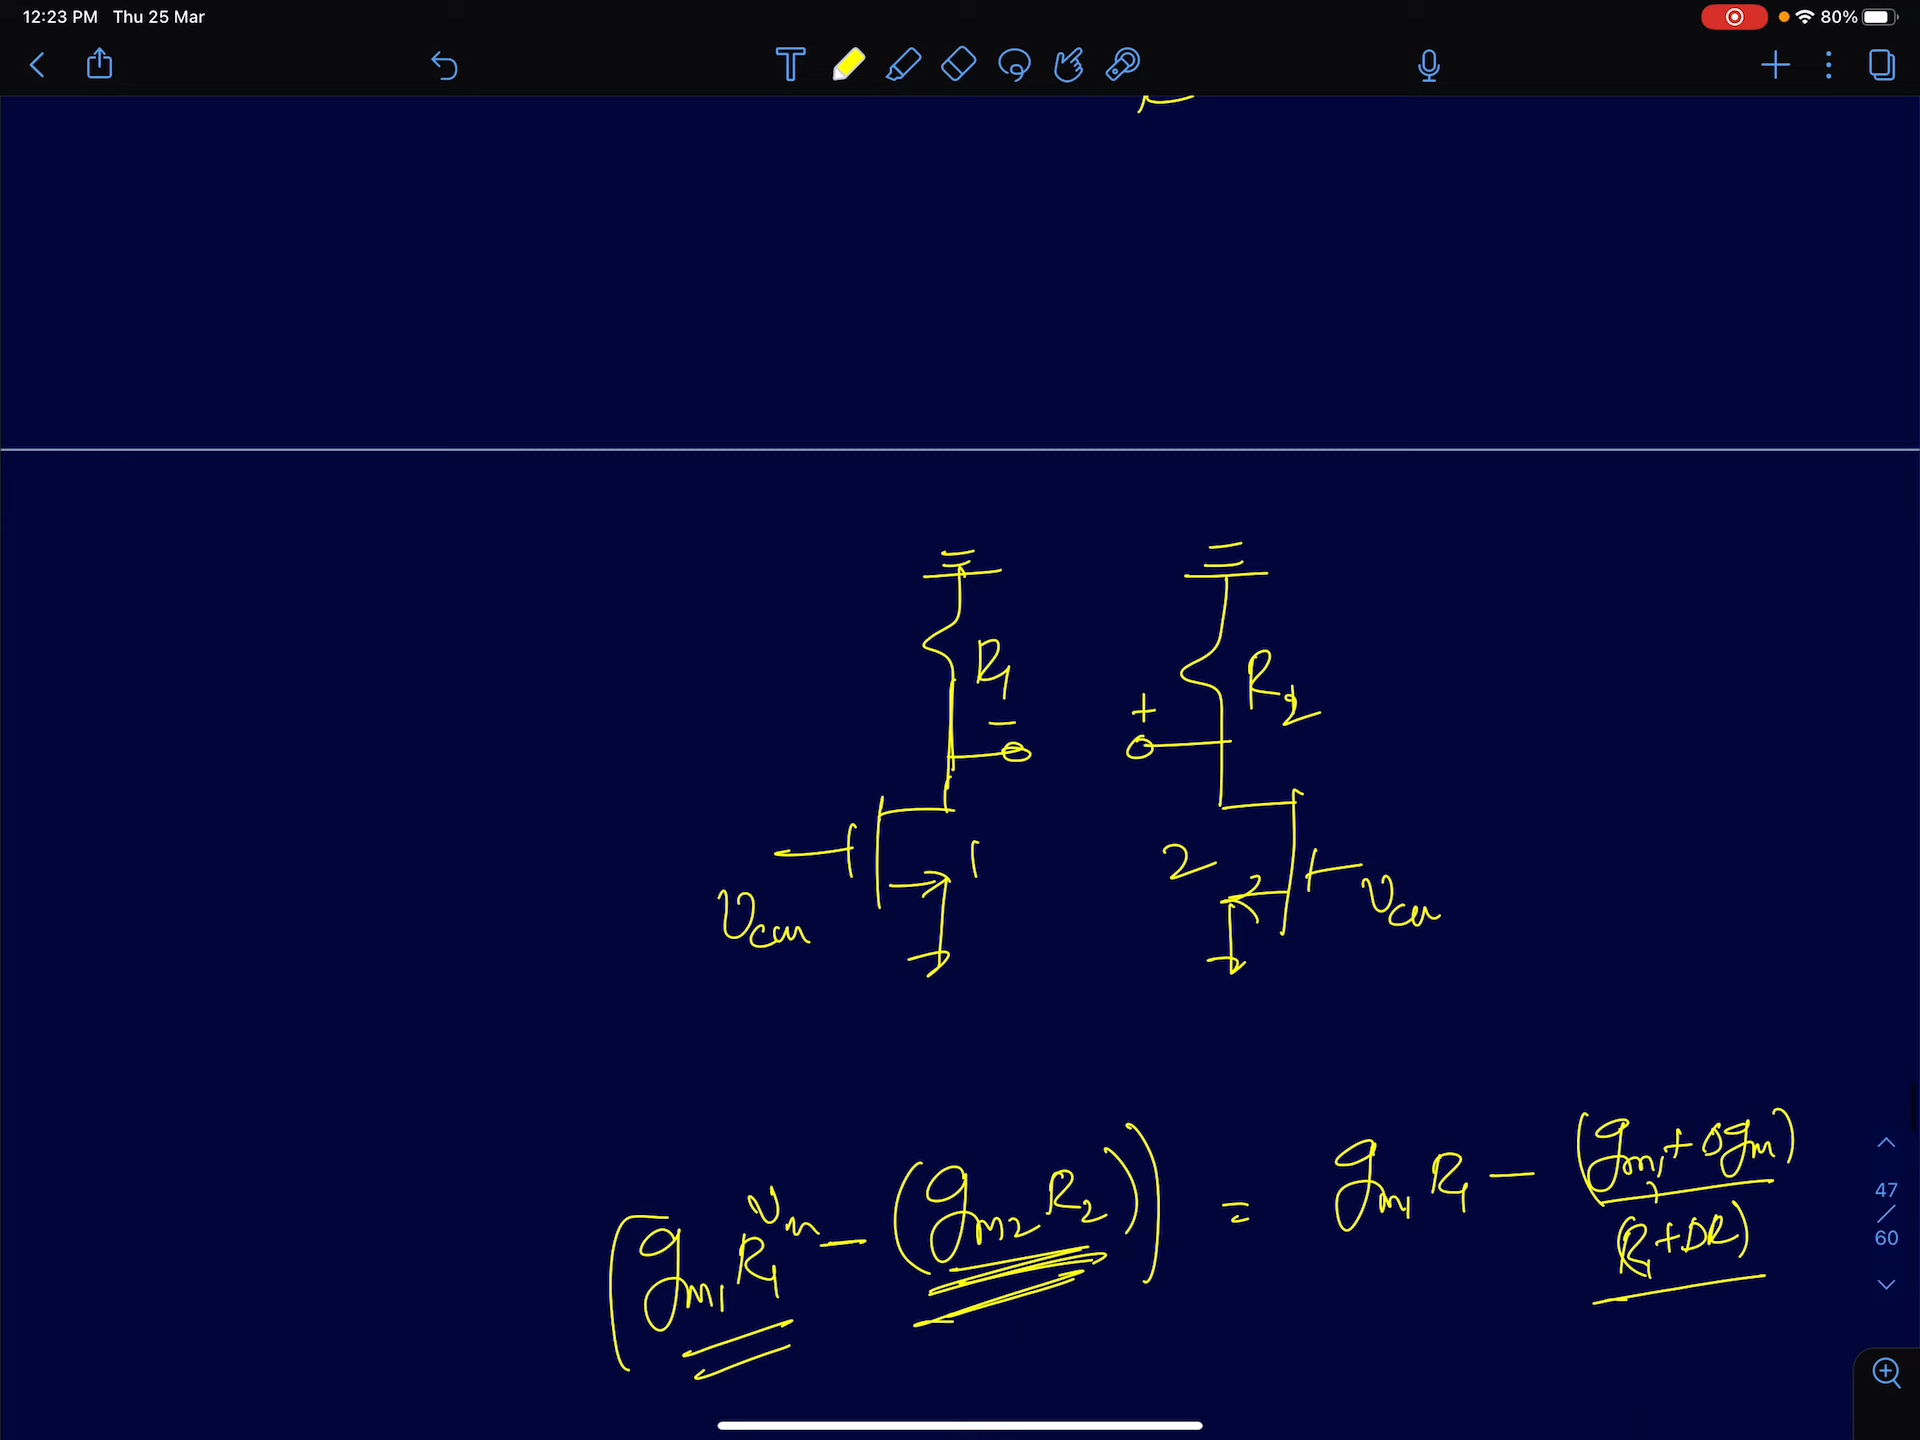 12:23 PM Thu 25 Mar 80%
R1 R2
− +
1 2
vcm vcm
(gm1 R1 − (gm2 R2)) = gm1 R1 − (gm1 + Δgm)
(R1 + ΔR)
47
/
60